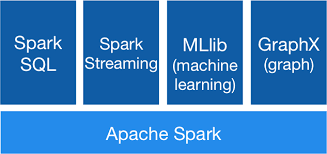 Spark
SQL
Spark
Streaming
MLlib
(machine
learning)
GraphX
(graph)
Apache Spark